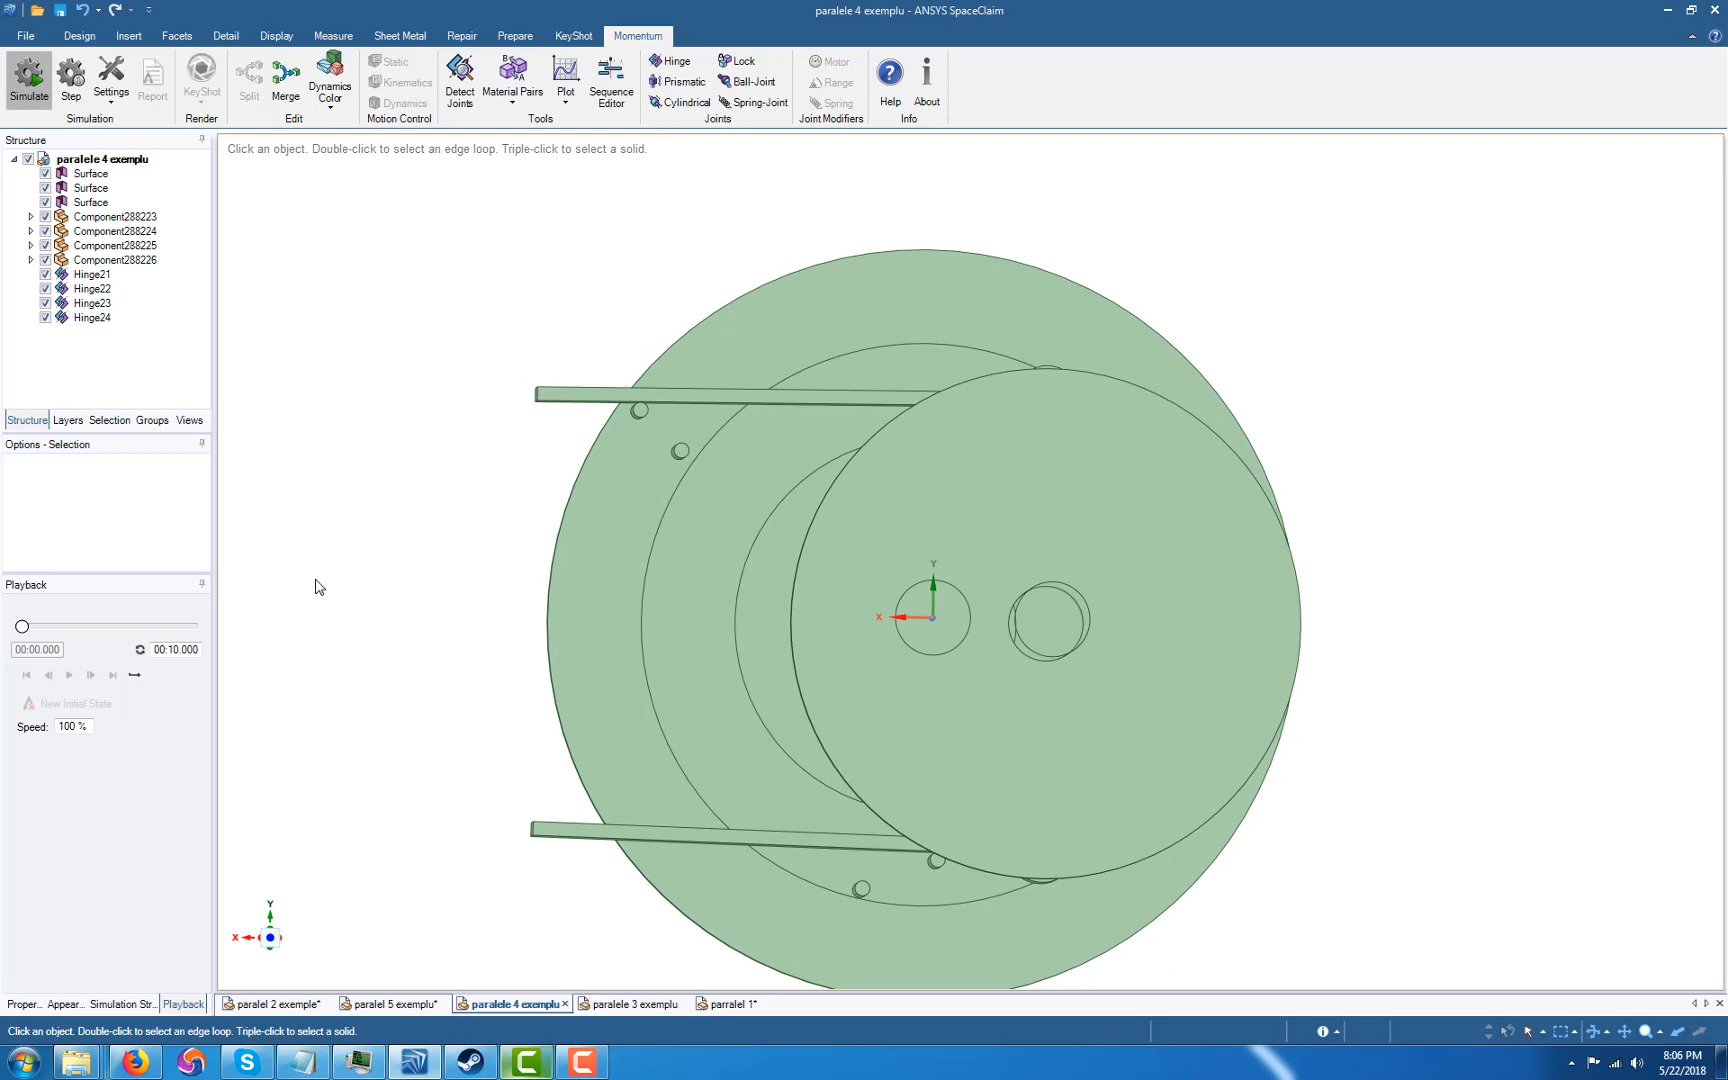 paralele 4 exemplu - ANSYS SpaceClaim
File Design Insert Detail Display Measure Facets Sheet Metal Repair Prepare KeyShot Momentum
Simulate Step Settings Report KeyShot Split Merge Dynamics Color
Static
Kinematics
Dynamics
Detect Joints Material Pairs Plot Sequence Editor
Hinge Lock
Prismatic Ball-Joint
Cylindrical Spring-Joint
Motor
Range
Spring
Help About
Simulation Render Edit Motion Control Tools Joints Joint Modifiers Info
Structure
Click an object. Double-click to select an edge loop. Triple-click to select a solid.
paralele 4 exemplu
Surface
Surface
Surface
Component288223
Component288224
Component288225
Component288226
Hinge21
Hinge22
Hinge23
Hinge24
Structure Layers Selection Groups Views
Options - Selection
Playback
00:00.000 00:10.000
New Initial State
Speed: 100 %
Y
X
Y
X
Proper... Appear... Simulation Str... Playback
paralel 2 exemple* paralel 5 exemplu* paralele 4 exemplu paralele 3 exemplu parralel 1*
Click an object. Double-click to select an edge loop. Triple-click to select a solid.
8:06 PM
5/22/2018